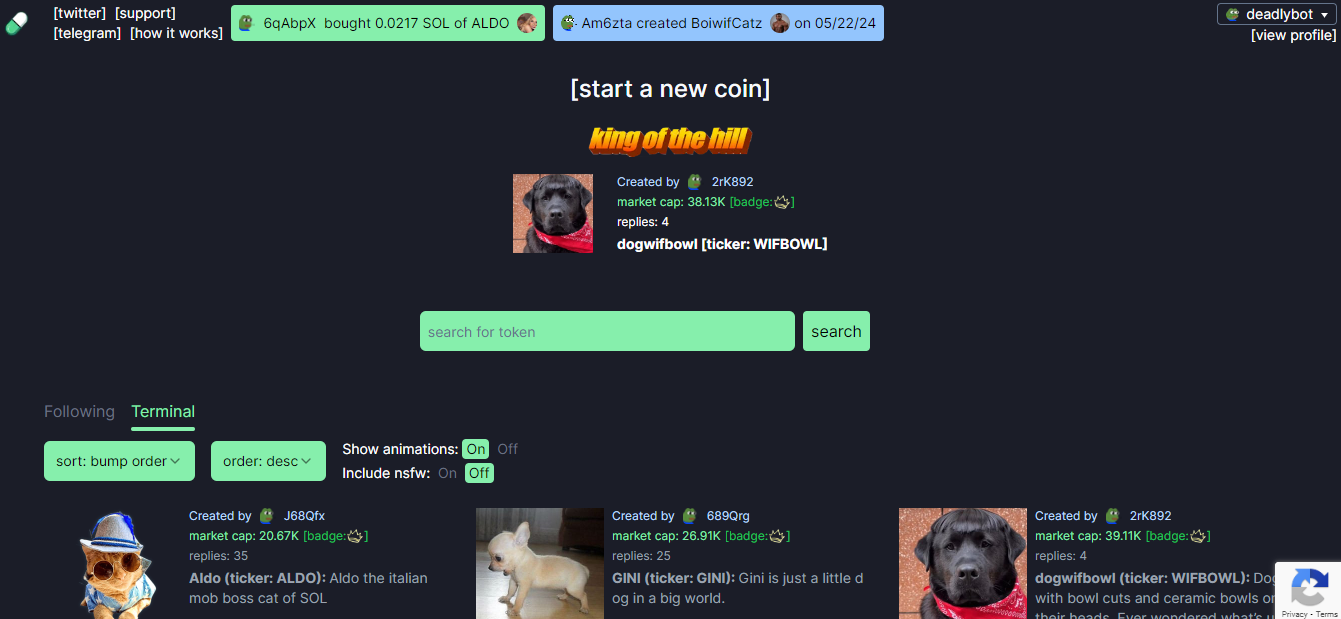 [twitter] [support]
[telegram] [how it works]
6qAbpX bought 0.0217 SOL of ALDO
Am6zta created BoiwifCatz on 05/22/24
deadlybot
[view profile]
[start a new coin]
king of the hill
Created by 2rK892
market cap: 38.13K [badge: ]
replies: 4
dogwifbowl [ticker: WIFBOWL]
search for token
search
Following Terminal
sort: bump order
order: desc
Show animations: On Off
Include nsfw: On Off
Created by J68Qfx
market cap: 20.67K [badge: ]
replies: 35
Aldo (ticker: ALDO): Aldo the italian
mob boss cat of SOL
Created by 689Qrg
market cap: 26.91K [badge: ]
replies: 25
GINI (ticker: GINI): Gini is just a little d
og in a big world.
Created by 2rK892
market cap: 39.11K [badge: ]
replies: 4
dogwifbowl (ticker: WIFBOWL): Dog
with bowl cuts and ceramic bowls
their heads. Ever wondered what's
Privacy - Terms